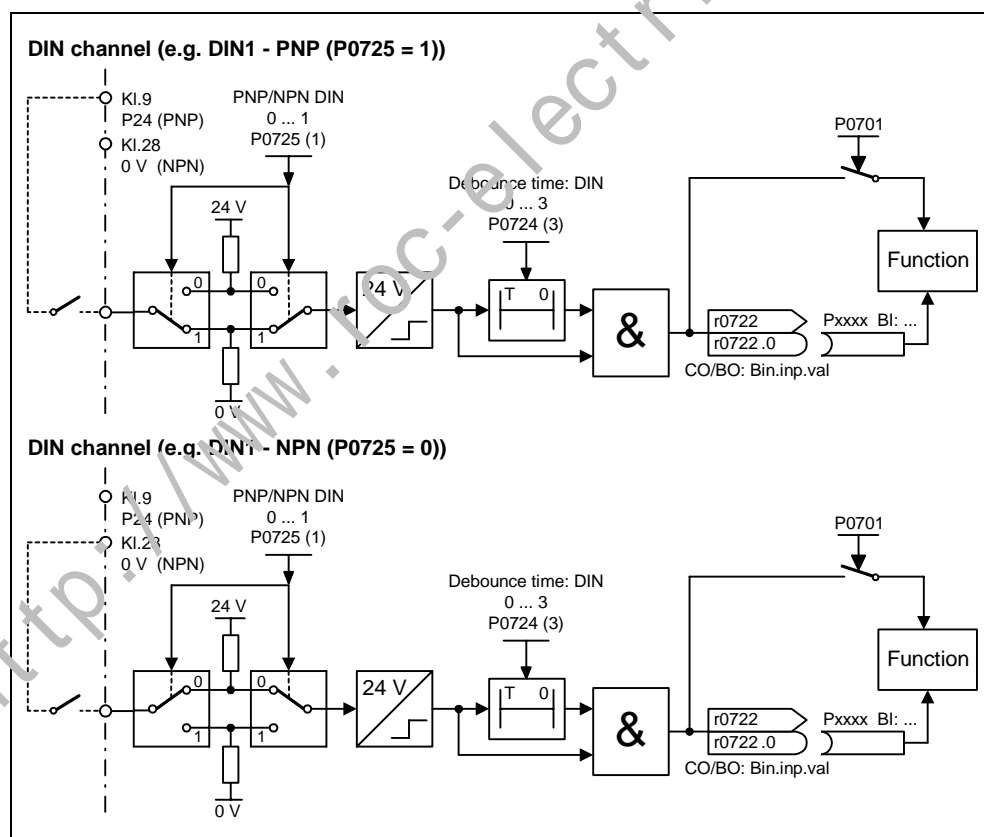 DIN channel (e.g. DIN1 - PNP (P0725 = 1))
Kl.9
P24 (PNP)
Kl.28
0 V (NPN)
PNP/NPN DIN
0 ... 1
P0725 (1)
24 V
0
0
1
1
0 V
24 V
Debounce time: DIN
0 ... 3
P0724 (3)
T 0
&
P0701
Function
r0722
r0722 .0
Pxxxx BI: ...
CO/BO: Bin.inp.val
DIN channel (e.g. DIN1 - NPN (P0725 = 0))
Kl.9
P24 (PNP)
Kl.28
0 V (NPN)
PNP/NPN DIN
0 ... 1
P0725 (1)
24 V
0
0
1
1
0 V
24 V
Debounce time: DIN
0 ... 3
P0724 (3)
T 0
&
P0701
Function
r0722
r0722 .0
Pxxxx BI: ...
CO/BO: Bin.inp.val
http://www.roc-electri